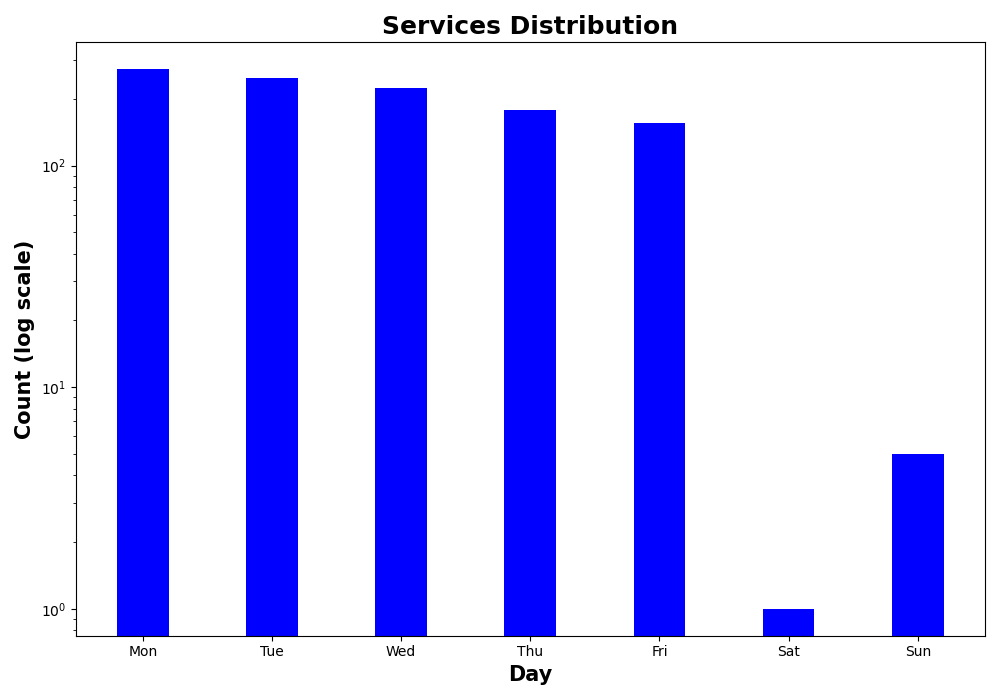 Services Distribution
Count (log scale)
10²
10¹
10⁰
Mon Tue Wed Thu Fri Sat Sun
Day